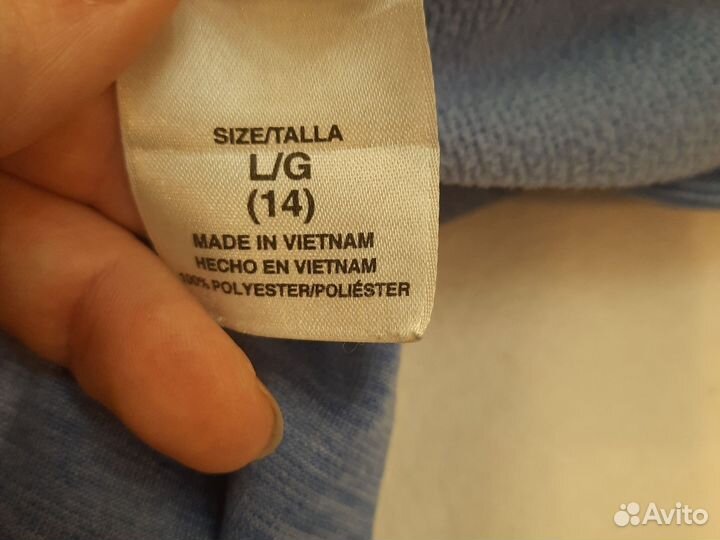 SIZE/TALLA
L/G
(14)
MADE IN VIETNAM
HECHO EN VIETNAM
100% POLYESTER/POLIÉSTER
Avito